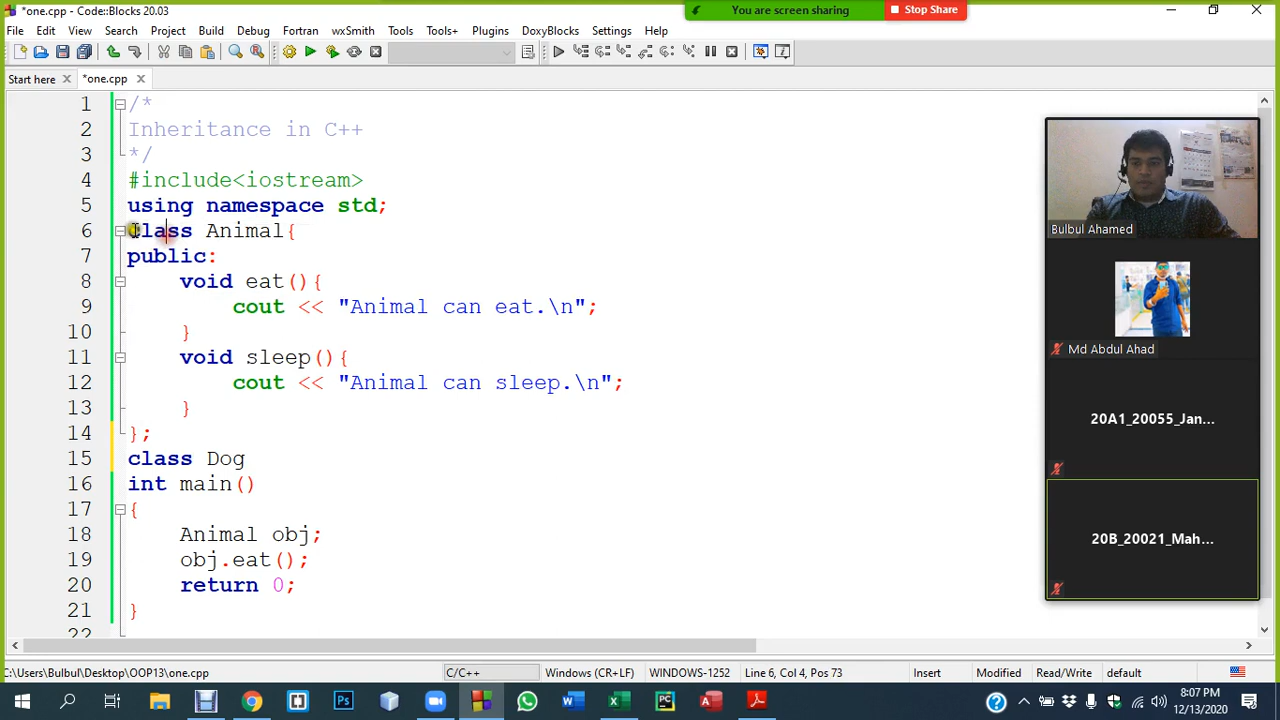 *one.cpp - Code::Blocks 20.03
You are screen sharing
Stop Share
File Edit View Search Project Build Debug Fortran wxSmith Tools Tools+ Plugins DoxyBlocks Settings Help
Start here
*one.cpp
1 /*
2 Inheritance in C++
3 */
4 #include<iostream>
5 using namespace std;
6 class Animal{
7 public:
8 void eat(){
9 cout << "Animal can eat.\n";
10 }
11 void sleep(){
12 cout << "Animal can sleep.\n";
13 }
14 };
15 class Dog
16 int main()
17 {
18 Animal obj;
19 obj.eat();
20 return 0;
21 }
22
Bulbul Ahamed
Md Abdul Ahad
20A1_20055_Jan...
20B_20021_Mah...
C:\Users\Bulbul\Desktop\OOP13\one.cpp
C/C++
Windows (CR+LF)
WINDOWS-1252
Line 6, Col 4, Pos 73
Insert
Modified
Read/Write
default
8:07 PM
12/13/2020